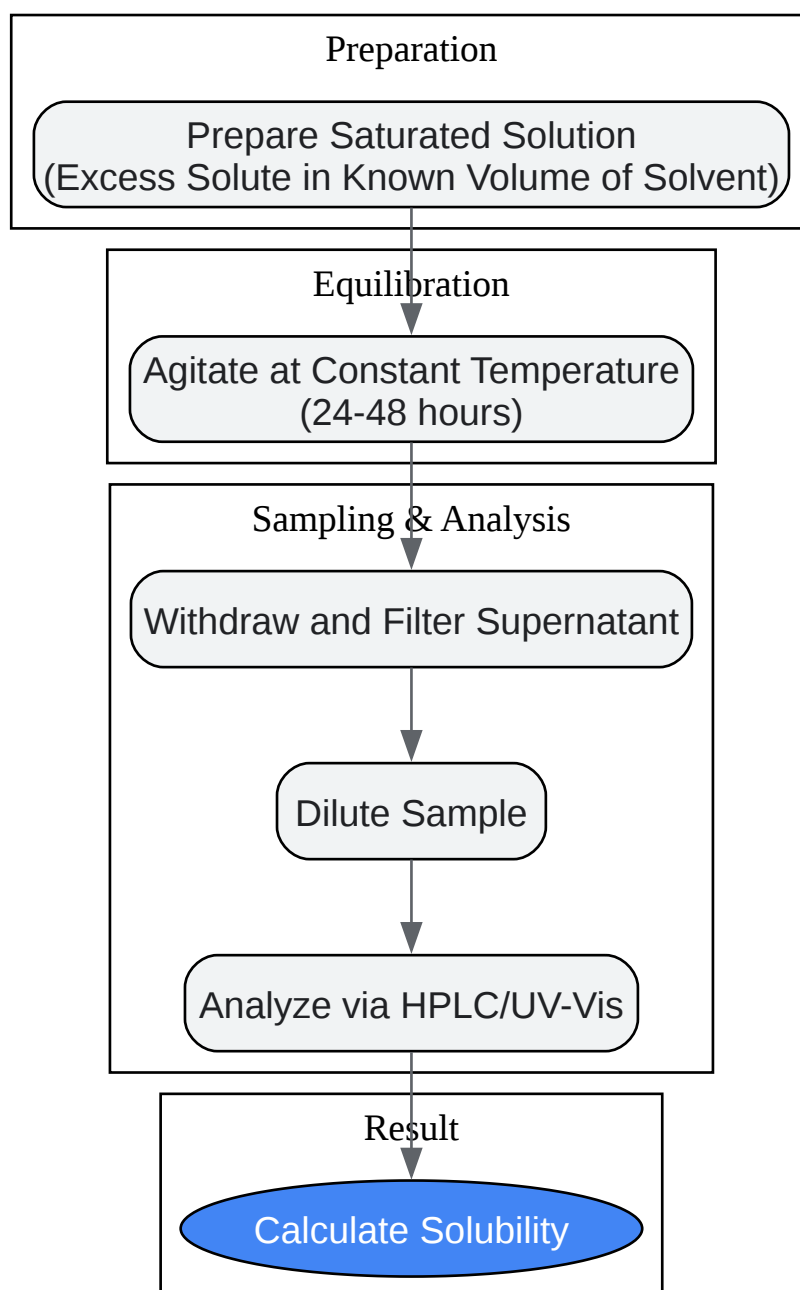 Preparation
Prepare Saturated Solution
(Excess Solute in Known Volume of Solvent)
Equilibration
Agitate at Constant Temperature
(24-48 hours)
Sampling & Analysis
Withdraw and Filter Supernatant
Dilute Sample
Analyze via HPLC/UV-Vis
Result
Calculate Solubility